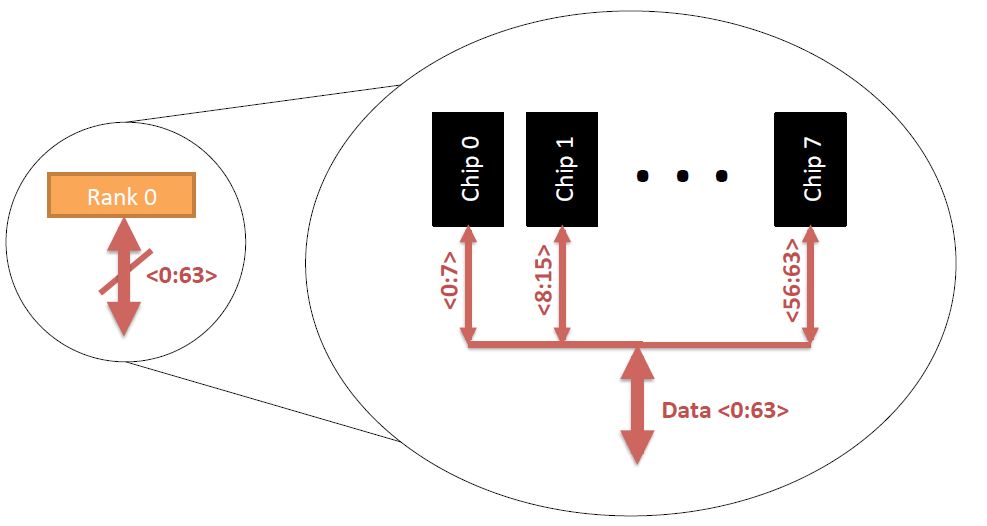 Rank 0
<0:63>
Chip 0
Chip 1
Chip 7
<0:7>
<8:15>
<56:63>
Data <0:63>